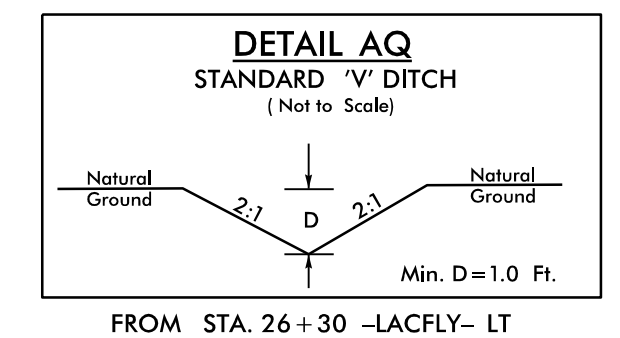 DETAIL AQ
STANDARD 'V' DITCH
( Not to Scale)
Natural
Ground
2:1
D
2:1
Natural
Ground
Min. D=1.0 Ft.
FROM STA. 26+30 -LACFLY- LT